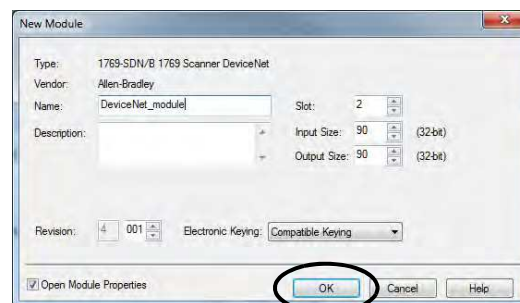 New Module
Type: 1769-SDN/B 1769 Scanner DeviceNet
Vendor: Allen-Bradley
Name: DeviceNet_module Slot: 2
Description: Input Size: 90 (32-bit)
Output Size: 90 (32-bit)
Revision: 4 001 Electronic Keying: Compatible Keying
Open Module Properties OK Cancel Help